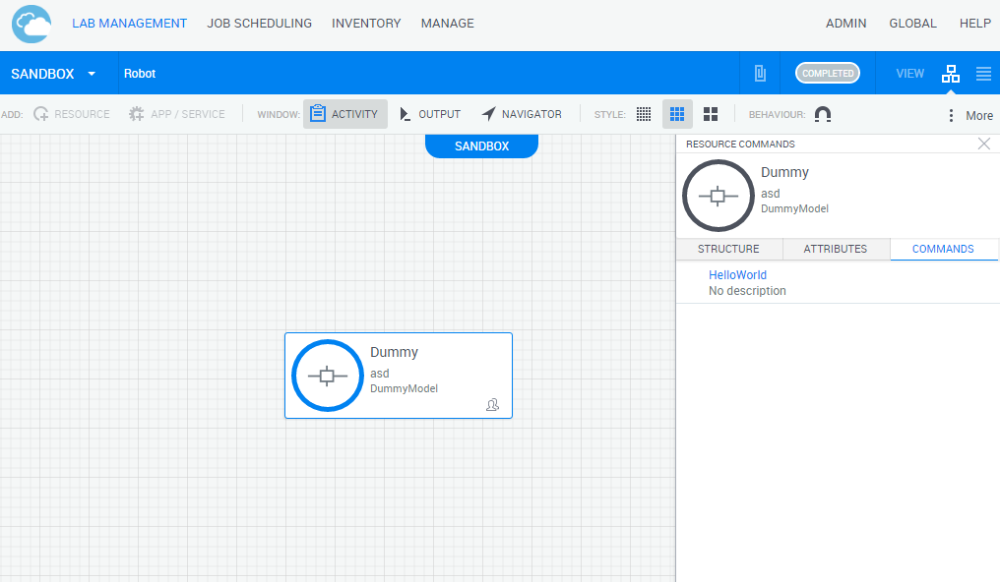 LAB MANAGEMENT JOB SCHEDULING INVENTORY MANAGE ADMIN GLOBAL HELP
SANDBOX Robot COMPLETED VIEW
ADD: RESOURCE APP / SERVICE WINDOW: ACTIVITY OUTPUT NAVIGATOR STYLE: BEHAVIOUR: More
SANDBOX
RESOURCE COMMANDS
Dummy
asd
DummyModel
STRUCTURE ATTRIBUTES COMMANDS
HelloWorld
No description
Dummy
asd
DummyModel